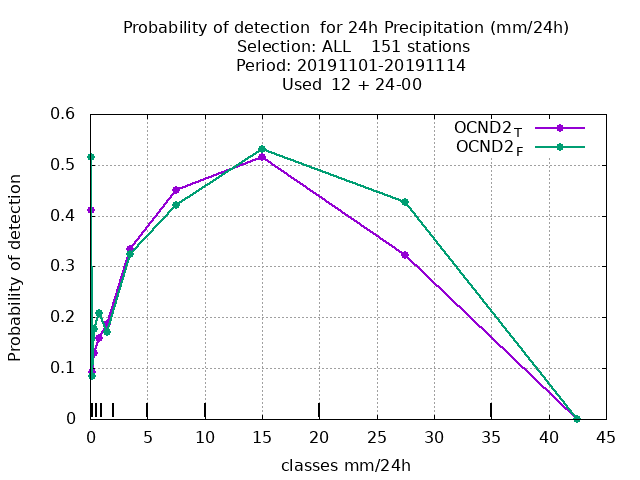 Probability of detection  for 24h Precipitation (mm/24h)
Selection: ALL    151 stations
Period: 20191101-20191114
Used  12 + 24-00
OCND2T
OCND2F
0.6
0.5
0.4
0.3
0.2
0.1
0
Probability of detection
0 5 10 15 20 25 30 35 40 45
classes mm/24h